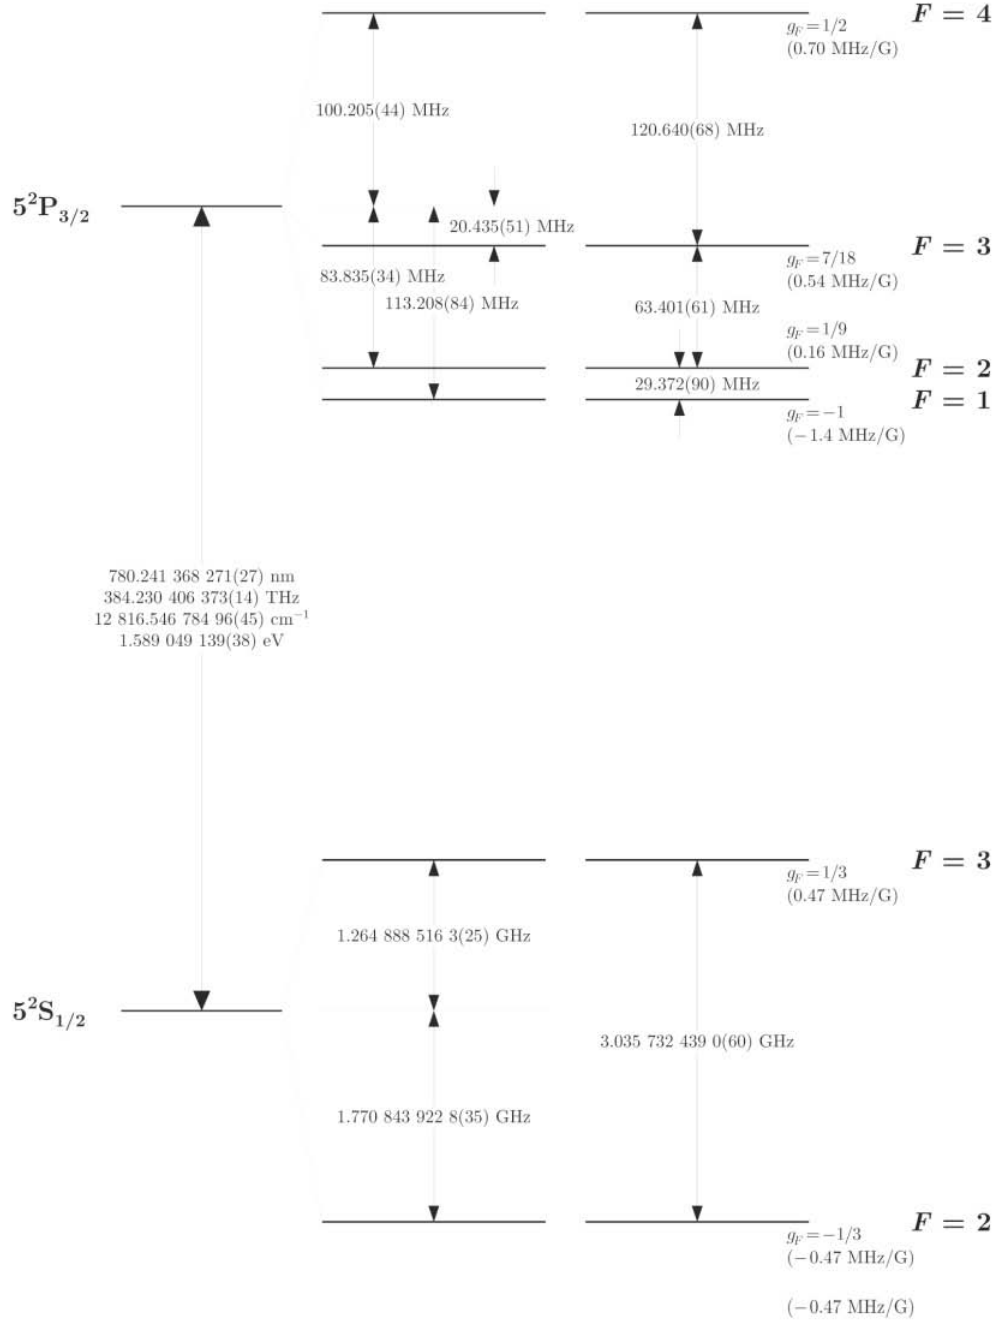 F = 4
g_F = 1/2
(0.70 MHz/G)
100.205(44) MHz
120.640(68) MHz
5²P₃/₂
20.435(51) MHz
F = 3
g_F = 7/18
(0.54 MHz/G)
83.835(34) MHz
113.208(84) MHz
63.401(61) MHz
g_F = 1/9
(0.16 MHz/G)
F = 2
29.372(90) MHz
F = 1
g_F = −1
(−1.4 MHz/G)
780.241 368 271(27) nm
384.230 406 373(14) THz
12 816.546 784 96(45) cm⁻¹
1.589 049 139(38) eV
F = 3
g_F = 1/3
(0.47 MHz/G)
1.264 888 516 3(25) GHz
5²S₁/₂
3.035 732 439 0(60) GHz
1.770 843 922 8(35) GHz
F = 2
g_F = −1/3
(−0.47 MHz/G)
(−0.47 MHz/G)